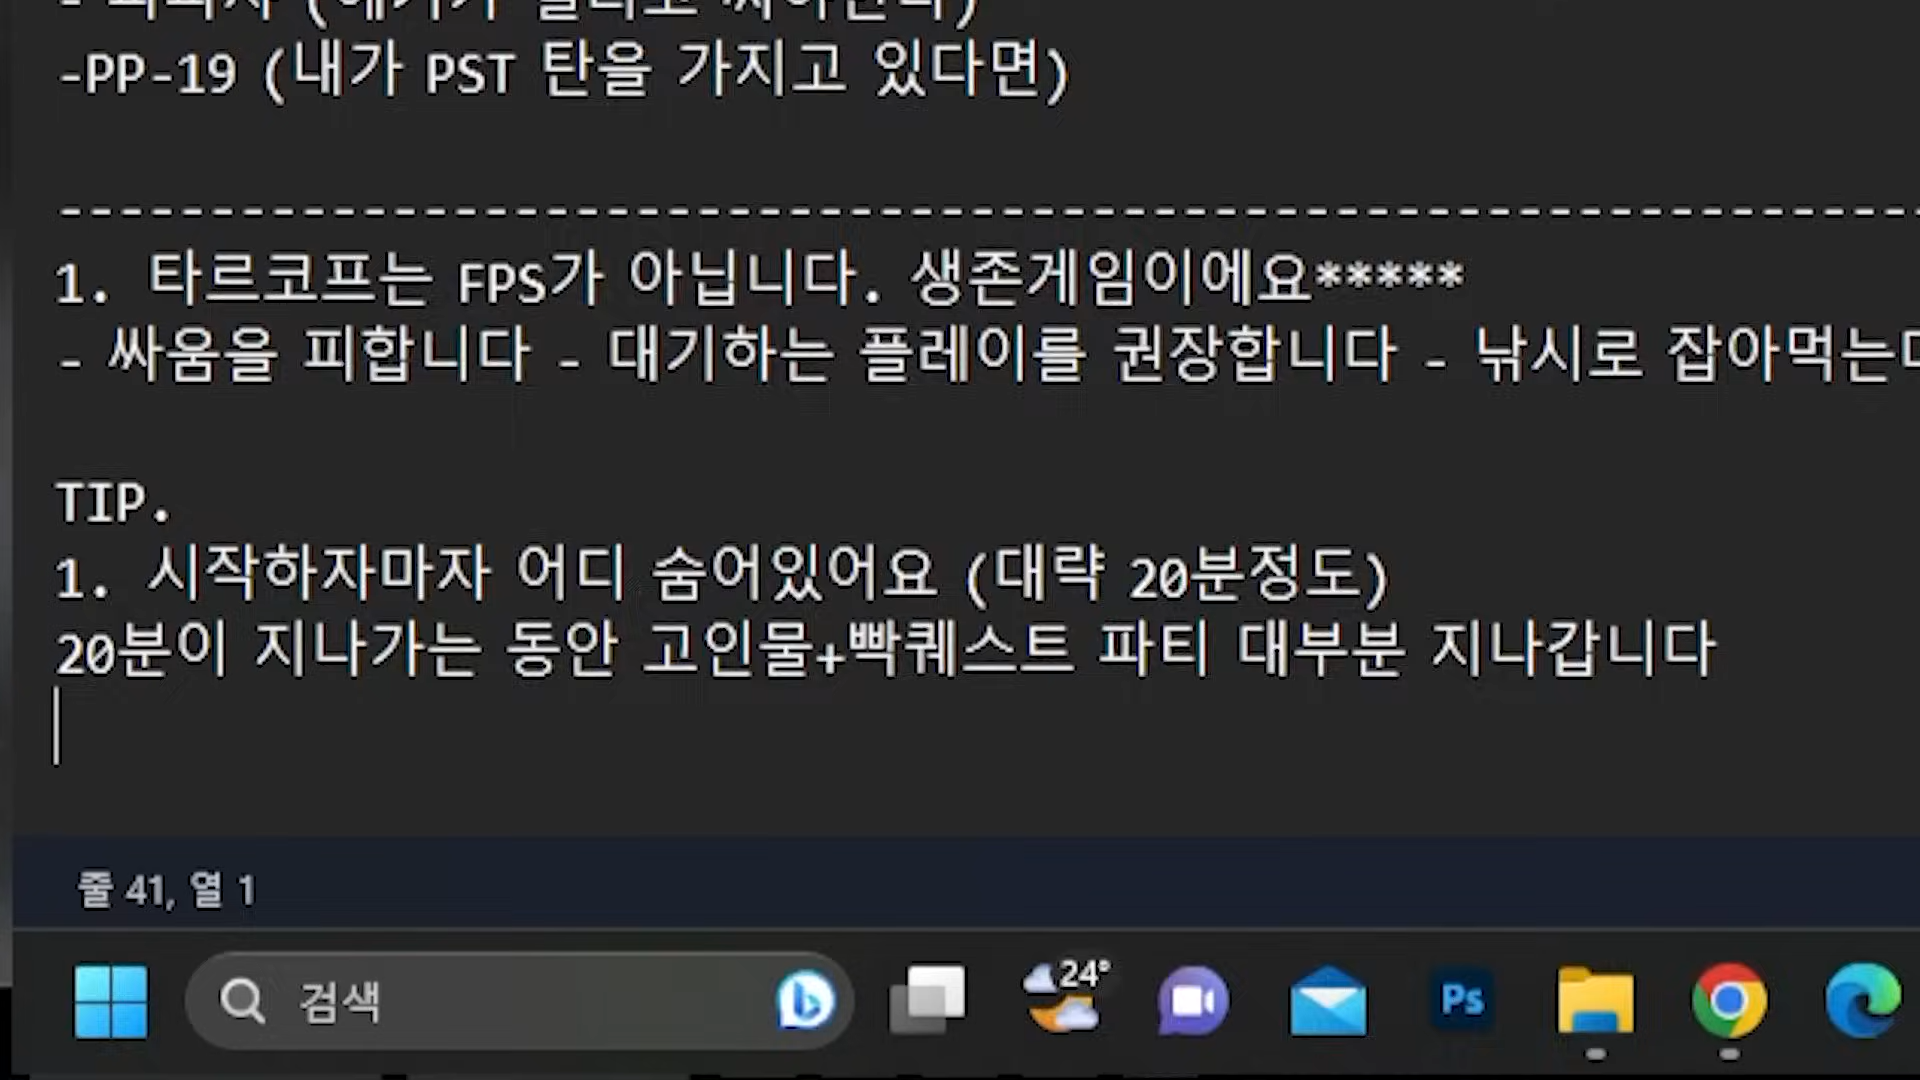 -PP-19 (내가 PST 탄을 가지고 있다면)
--------------------------------------------------------------
1. 타르코프는 FPS가 아닙니다. 생존게임이에요*****
- 싸움을 피합니다 - 대기하는 플레이를 권장합니다 - 낚시로 잡아먹는
TIP.
1. 시작하자마자 어디 숨어있어요 (대략 20분정도)
20분이 지나가는 동안 고인물+빡퀘스트 파티 대부분 지나갑니다
줄 41, 열 1
검색
24°
Ps